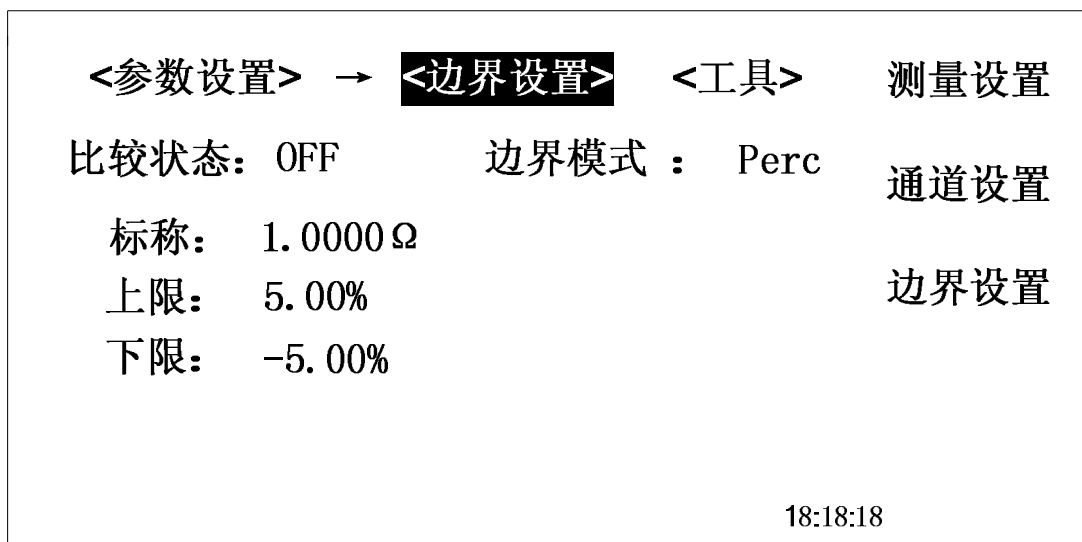 <参数设置> → <边界设置> <工具> 测量设置
比较状态：OFF 边界模式 ： Perc
通道设置
标称： 1.0000Ω
上限： 5.00% 边界设置
下限： -5.00%
18:18:18